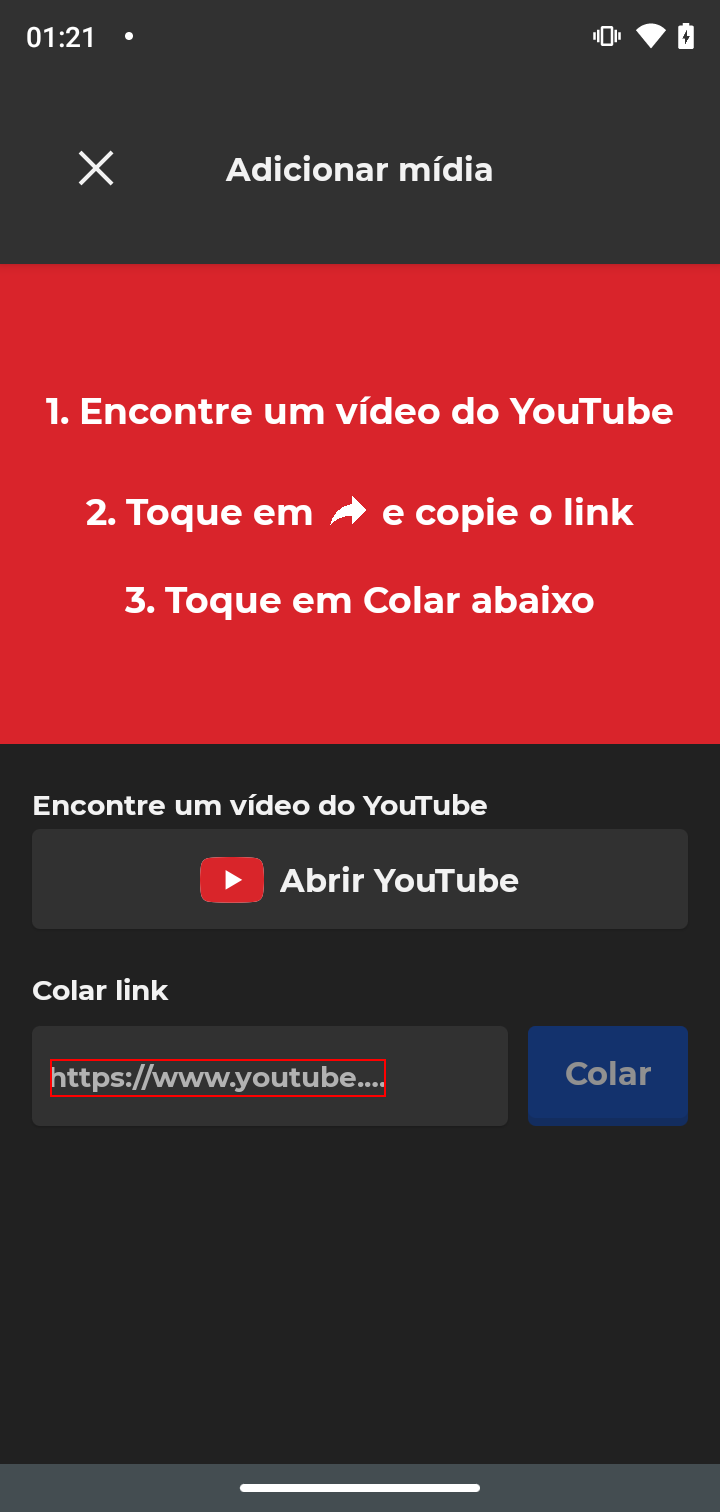 01:21
Adicionar mídia
1. Encontre um vídeo do YouTube
2. Toque em e copie o link
3. Toque em Colar abaixo
Encontre um vídeo do YouTube
Abrir YouTube
Colar link
https://www.youtube....
Colar